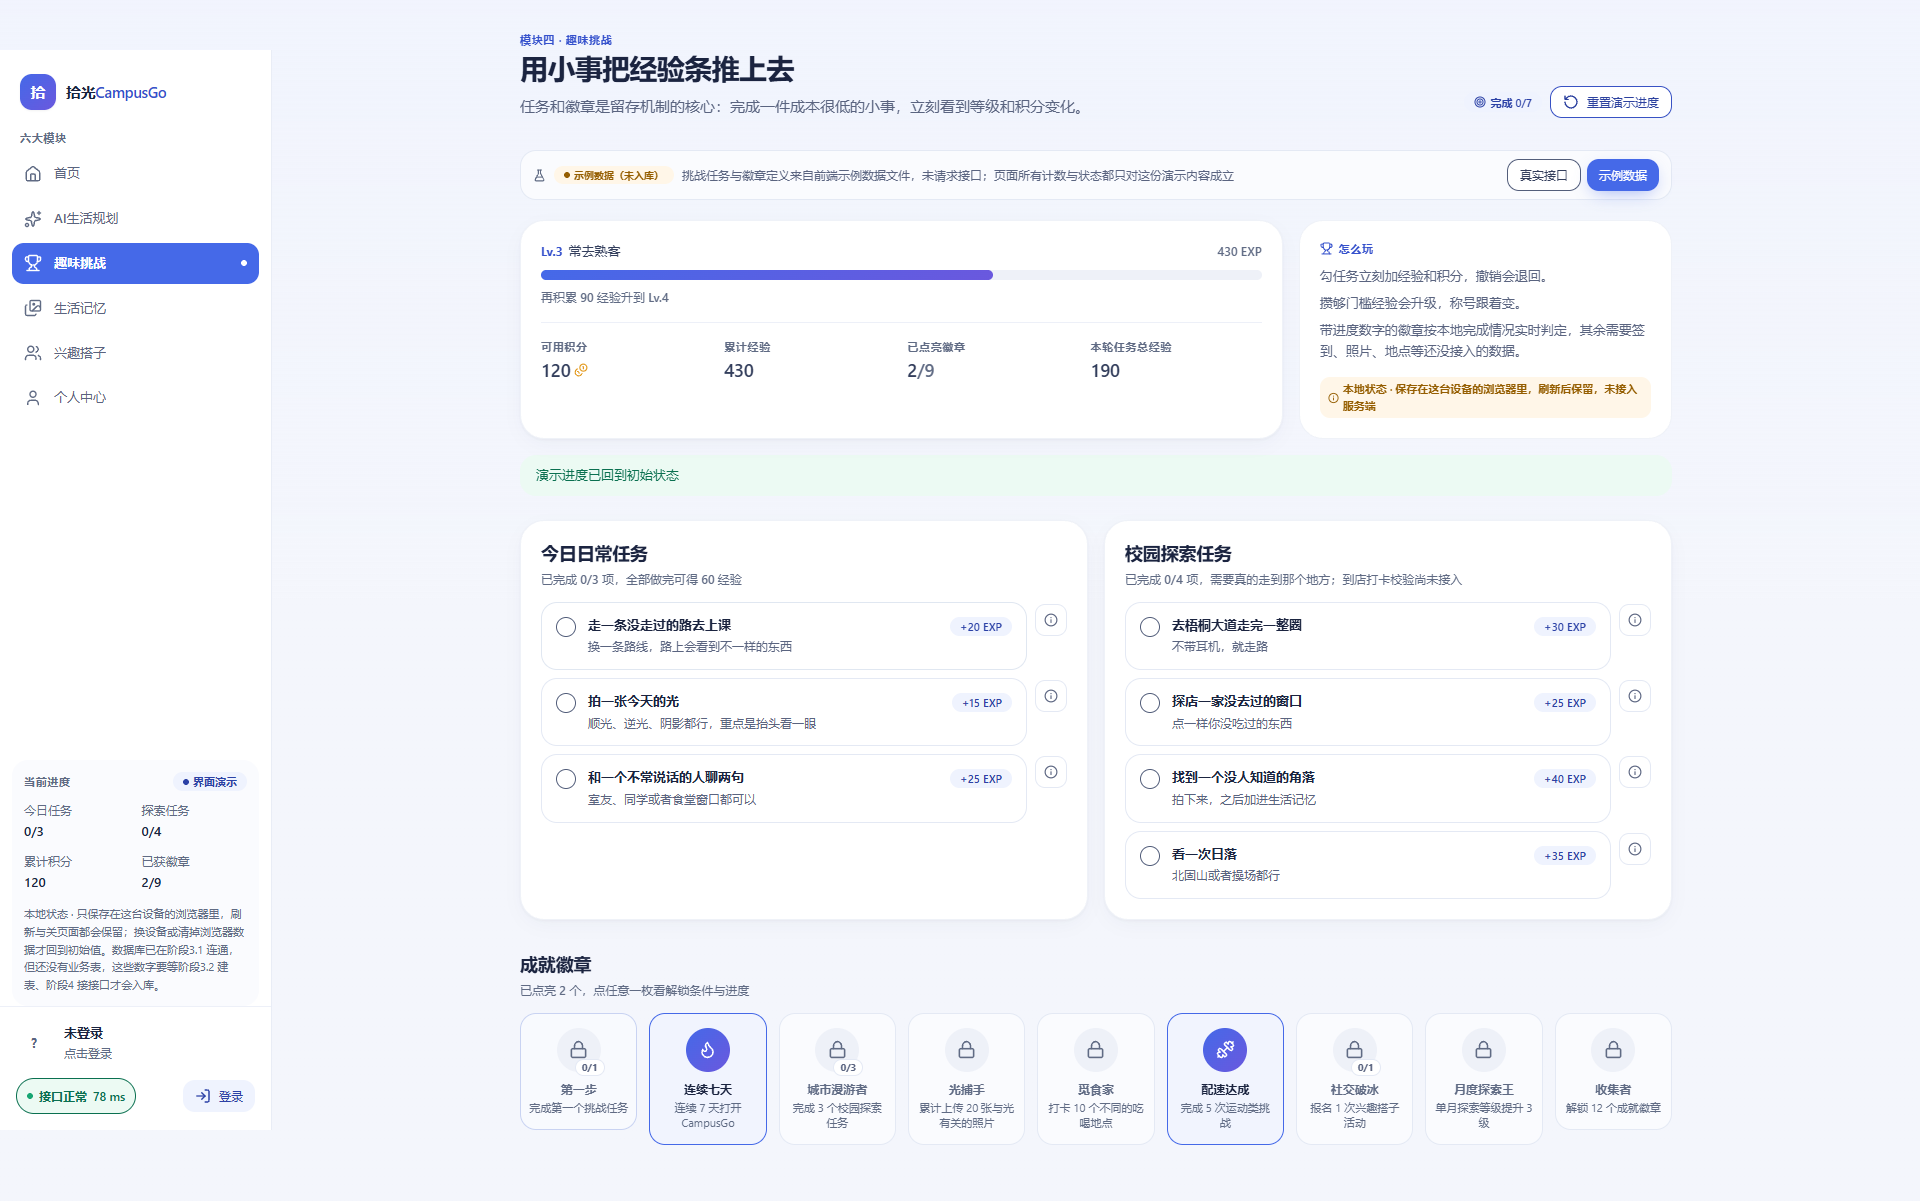 拾
拾光CampusGo
六大模块
首页
AI生活规划
趣味挑战
生活记忆
兴趣搭子
个人中心
当前进度
界面演示
今日任务
探索任务
0/3
0/4
累计积分
已获徽章
120
2/9
本地状态 · 只保存在这台设备的浏览器里，刷
新与关页面都会保留；换设备或清掉浏览器数
据才回到初始值。数据库已在阶段3.1 连通，
但还没有业务表，这些数字要等阶段3.2 建
表、阶段4 接接口才会入库。
?
未登录
点击登录
接口正常 78 ms
登录
模块四 · 趣味挑战
用小事把经验条推上去
任务和徽章是留存机制的核心：完成一件成本很低的小事，立刻看到等级和积分变化。
完成 0/7
重置演示进度
示例数据（未入库）
挑战任务与徽章定义来自前端示例数据文件，未请求接口；页面所有计数与状态都只对这份演示内容成立
真实接口
示例数据
Lv.3 常去熟客
430 EXP
再积累 90 经验升到 Lv.4
可用积分
累计经验
已点亮徽章
本轮任务总经验
120
430
2/9
190
怎么玩
勾任务立刻加经验和积分，撤销会退回。
攒够门槛经验会升级，称号跟着变。
带进度数字的徽章按本地完成情况实时判定，其余需要签
到、照片、地点等还没接入的数据。
本地状态 · 保存在这台设备的浏览器里，刷新后保留，未接入
服务端
演示进度已回到初始状态
今日日常任务
已完成 0/3 项，全部做完可得 60 经验
走一条没走过的路去上课
+20 EXP
换一条路线，路上会看到不一样的东西
拍一张今天的光
+15 EXP
顺光、逆光、阴影都行，重点是抬头看一眼
和一个不常说话的人聊两句
+25 EXP
室友、同学或者食堂窗口都可以
校园探索任务
已完成 0/4 项，需要真的走到那个地方；到店打卡校验尚未接入
去梧桐大道走完一整圈
+30 EXP
不带耳机，就走路
探店一家没去过的窗口
+25 EXP
点一样你没吃过的东西
找到一个没人知道的角落
+40 EXP
拍下来，之后加进生活记忆
看一次日落
+35 EXP
北固山或者操场都行
成就徽章
已点亮 2 个，点任意一枚看解锁条件与进度
0/1
第一步
完成第一个挑战任务
连续七天
连续 7 天打开
CampusGo
0/3
城市漫游者
完成 3 个校园探索
任务
光捕手
累计上传 20 张与光
有关的照片
觅食家
打卡 10 个不同的吃
喝地点
配速达成
完成 5 次运动类挑
战
0/1
社交破冰
报名 1 次兴趣搭子
活动
月度探索王
单月探索等级提升 3
级
收集者
解锁 12 个成就徽章